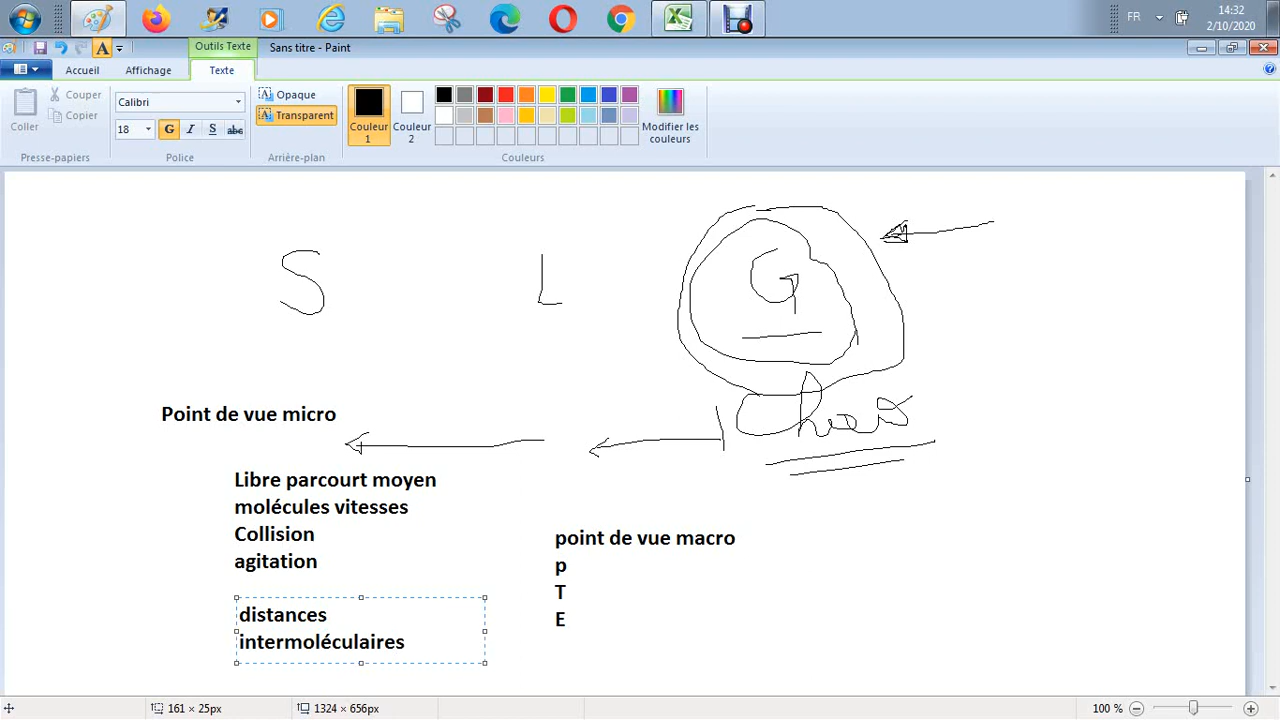 FR
14:32
2/10/2020
Outils Texte
Sans titre - Paint
Accueil
Affichage
Texte
Coller
Couper
Copier
Presse-papiers
Calibri
18
G I S abc
Police
Opaque
Transparent
Arrière-plan
Couleur 1
Couleur 2
Modifier les couleurs
Couleurs
S L G
Point de vue micro
Libre parcourt moyen
molécules vitesses
Collision
agitation
distances
intermoléculaires
point de vue macro
p
T
E
161 × 25px
1324 × 656px
100 %